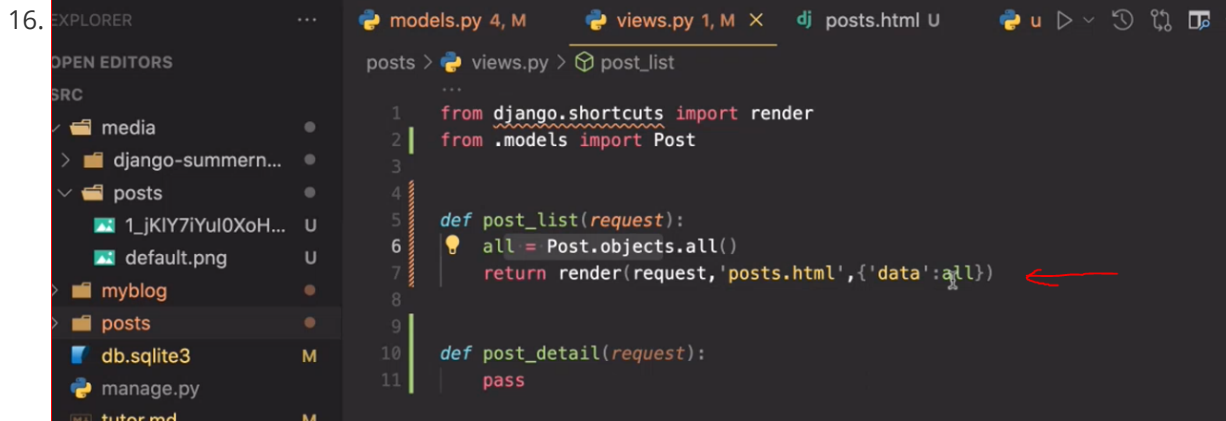 16.
EXPLORER ...
OPEN EDITORS
SRC
media
django-summern...
posts
1_jKlY7iYul0XoH... U
default.png U
myblog
posts
db.sqlite3 M
manage.py
tutor.md M
models.py 4, M
views.py 1, M
dj posts.html U
u
posts > views.py > post_list
...
1 from django.shortcuts import render
2 from .models import Post
3
4
5 def post_list(request):
6 all = Post.objects.all()
7 return render(request,'posts.html',{'data':all})
8
9
10 def post_detail(request):
11 pass